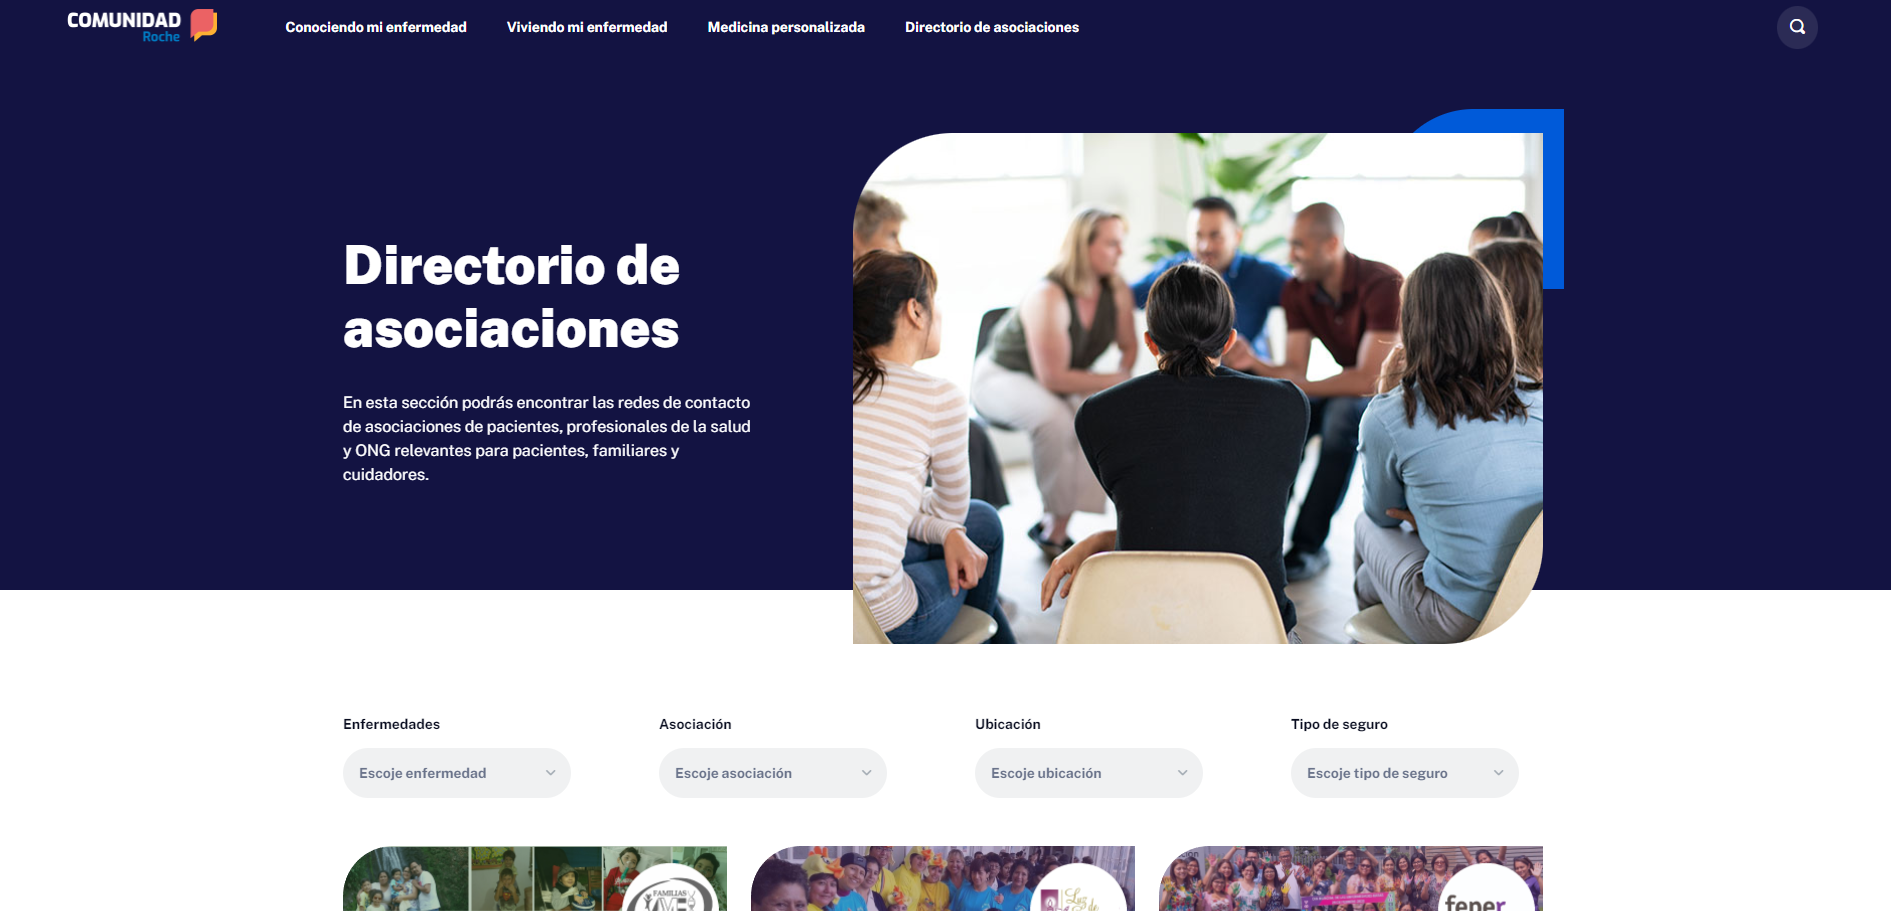 COMUNIDAD
Roche
Conociendo mi enfermedad
Viviendo mi enfermedad
Medicina personalizada
Directorio de asociaciones
Directorio de
asociaciones
En esta sección podrás encontrar las redes de contacto
de asociaciones de pacientes, profesionales de la salud
y ONG relevantes para pacientes, familiares y
cuidadores.
Enfermedades
Asociación
Ubicación
Tipo de seguro
Escoje enfermedad
Escoje asociación
Escoje ubicación
Escoje tipo de seguro
FAMILIAS
Luz de
feper